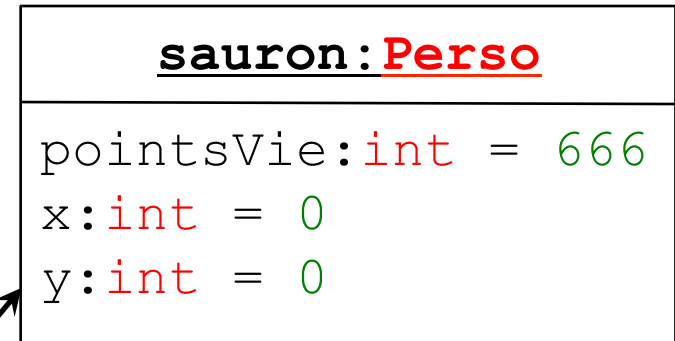 sauron:Perso
pointsVie:int = 666
x:int = 0
y:int = 0